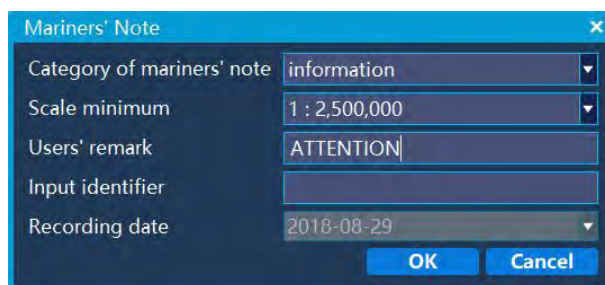 Mariners' Note
Category of mariners' note information
Scale minimum 1 : 2,500,000
Users' remark ATTENTION
Input identifier
Recording date 2018-08-29
OK Cancel